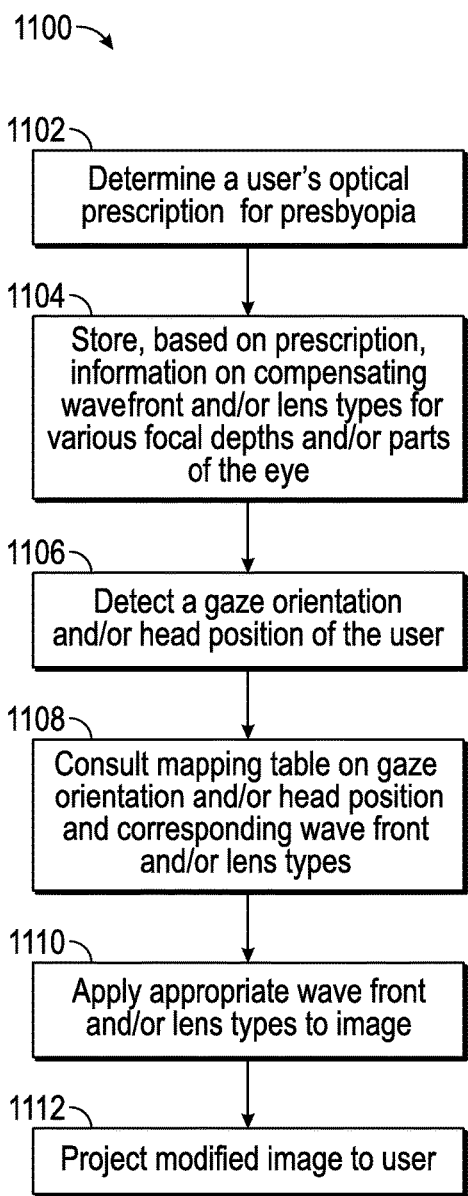 1100
1102
Determine a user's optical
prescription for presbyopia
1104
Store, based on prescription,
information on compensating
wavefront and/or lens types for
various focal depths and/or parts
of the eye
1106
Detect a gaze orientation
and/or head position of the user
1108
Consult mapping table on gaze
orientation and/or head position
and corresponding wave front
and/or lens types
1110
Apply appropriate wave front
and/or lens types to image
1112
Project modified image to user